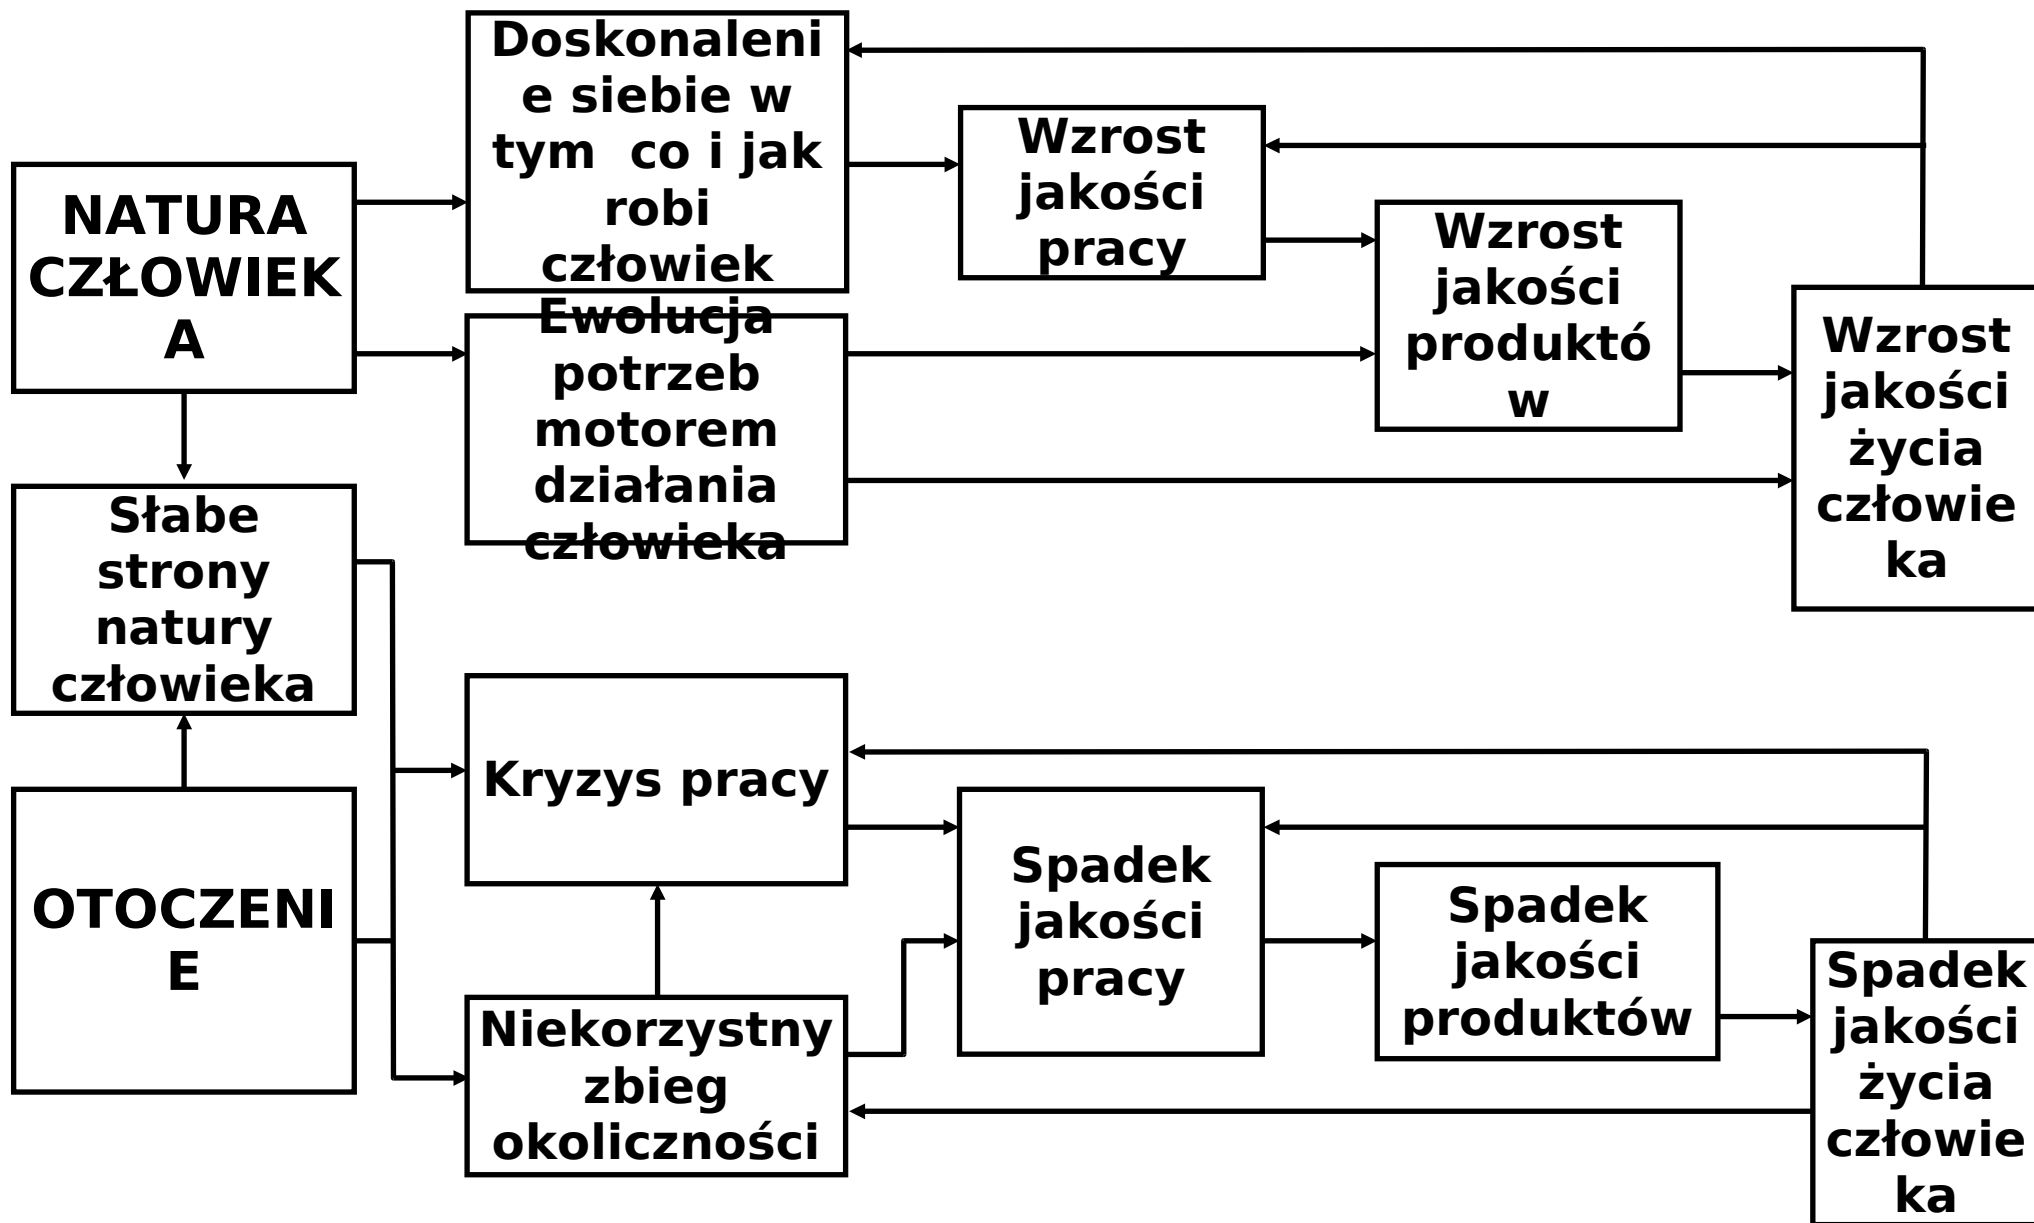 Doskonaleni
e siebie w
tym  co i jak
robi
człowiek
Wzrost
jakości
pracy
NATURA
CZŁOWIEK
A
Wzrost
jakości
produktó
w
Ewolucja
potrzeb
motorem
działania
człowieka
Wzrost
jakości
życia
człowie
ka
Słabe
strony
natury
człowieka
Kryzys pracy
Spadek
jakości
pracy
OTOCZENI
E
Spadek
jakości
produktów
Spadek
jakości
życia
człowie
ka
Niekorzystny
zbieg
okoliczności